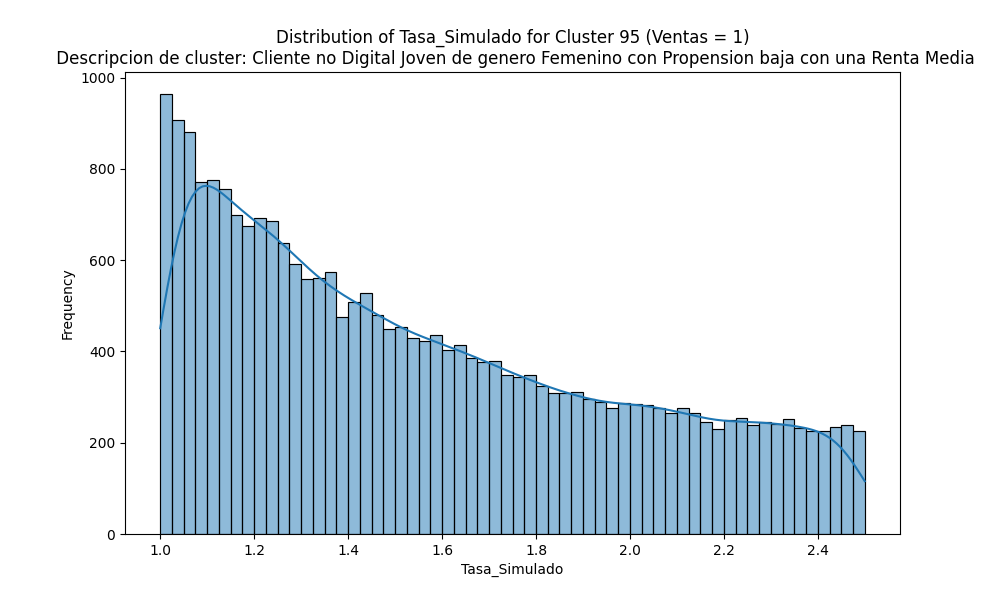 Distribution of Tasa_Simulado for Cluster 95 (Ventas = 1)
Descripcion de cluster: Cliente no Digital Joven de genero Femenino con Propension baja con una Renta Media
1000
800
600
400
200
0
Frequency
1.0 1.2 1.4 1.6 1.8 2.0 2.2 2.4
Tasa_Simulado